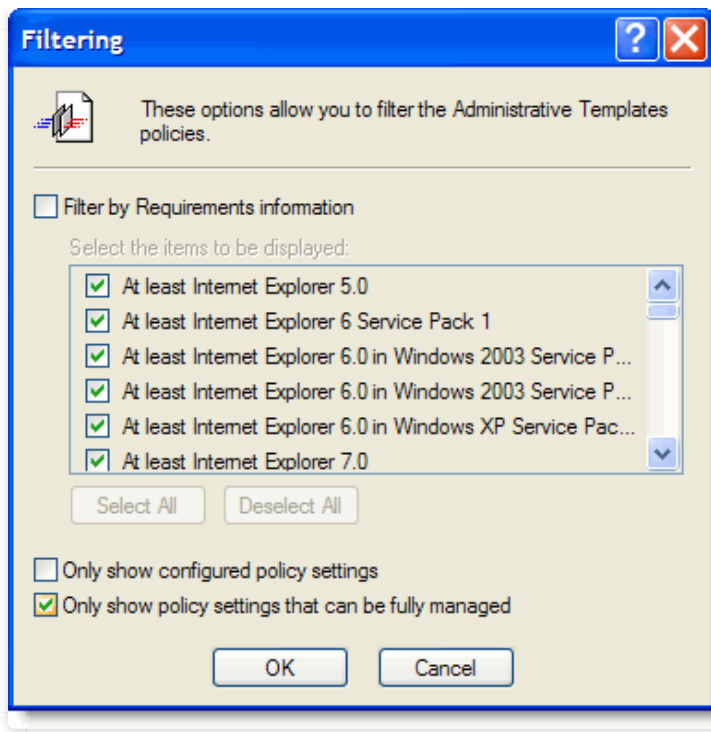 Filtering
These options allow you to filter the Administrative Templates
policies.
Filter by Requirements information
Select the items to be displayed:
At least Internet Explorer 5.0
At least Internet Explorer 6 Service Pack 1
At least Internet Explorer 6.0 in Windows 2003 Service P...
At least Internet Explorer 6.0 in Windows 2003 Service P...
At least Internet Explorer 6.0 in Windows XP Service Pac...
At least Internet Explorer 7.0
Select All Deselect All
Only show configured policy settings
Only show policy settings that can be fully managed
OK Cancel